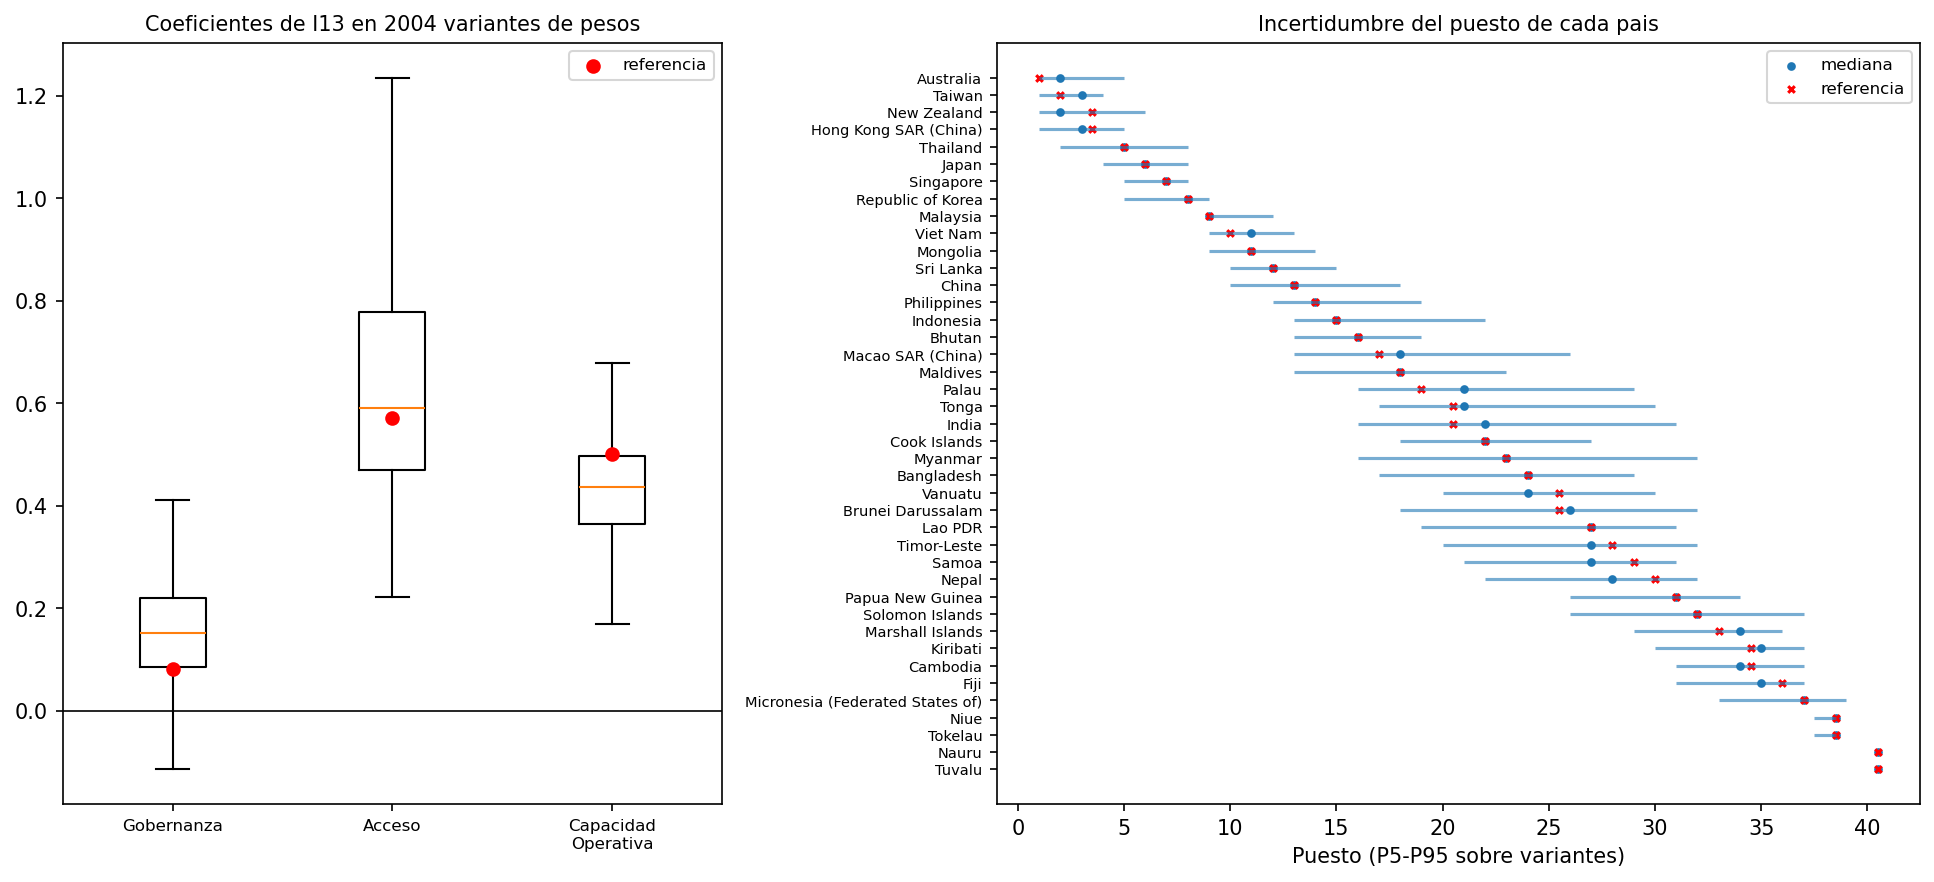 Coeficientes de I13 en 2004 variantes de pesos
referencia
1.2
1.0
0.8
0.6
0.4
0.2
0.0
Gobernanza
Acceso
Capacidad
Operativa
Incertidumbre del puesto de cada pais
mediana
referencia
Australia
Taiwan
New Zealand
Hong Kong SAR (China)
Thailand
Japan
Singapore
Republic of Korea
Malaysia
Viet Nam
Mongolia
Sri Lanka
China
Philippines
Indonesia
Bhutan
Macao SAR (China)
Maldives
Palau
Tonga
India
Cook Islands
Myanmar
Bangladesh
Vanuatu
Brunei Darussalam
Lao PDR
Timor-Leste
Samoa
Nepal
Papua New Guinea
Solomon Islands
Marshall Islands
Kiribati
Cambodia
Fiji
Micronesia (Federated States of)
Niue
Tokelau
Nauru
Tuvalu
0 5 10 15 20 25 30 35 40
Puesto (P5-P95 sobre variantes)